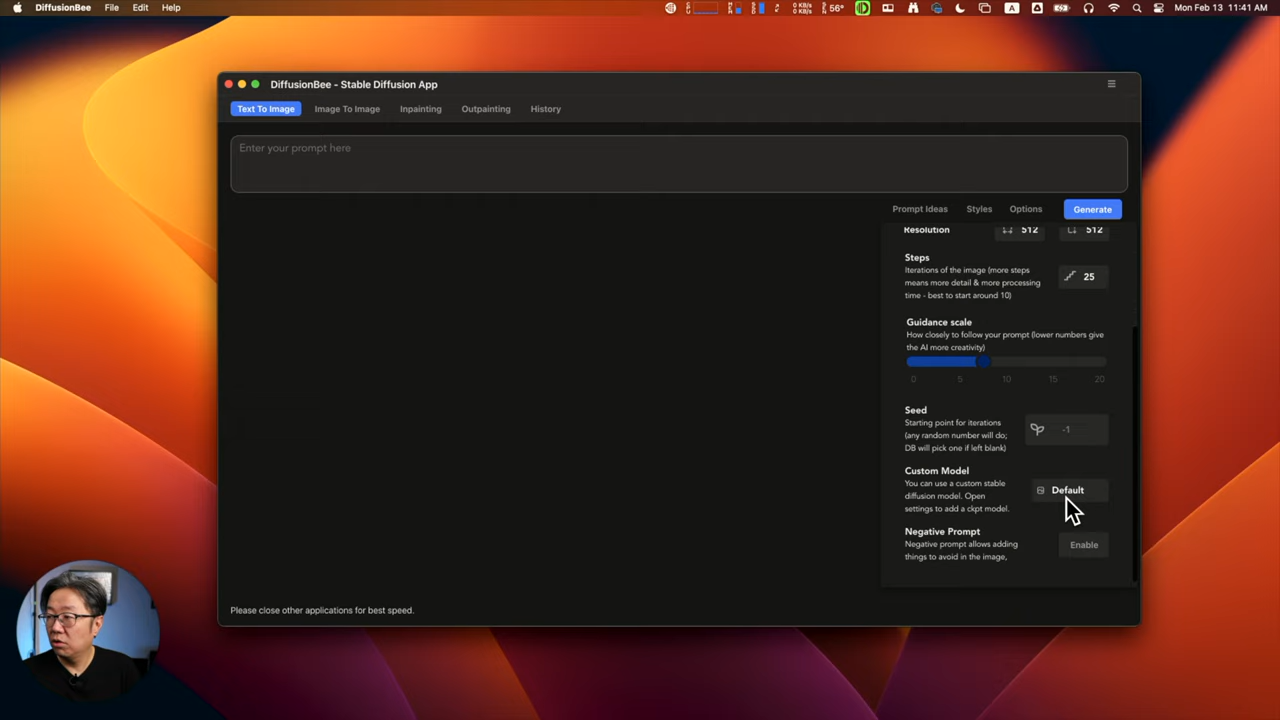 DiffusionBee File Edit Help
0 KB/s
0 KB/s
56° A Mon Feb 13 11:41 AM
DiffusionBee - Stable Diffusion App
Text To Image Image To Image Inpainting Outpainting History
Enter your prompt here
Prompt Ideas Styles Options Generate
Resolution 512 512
Steps
Iterations of the image (more steps
means more detail & more processing
time - best to start around 10)
25
Guidance scale
How closely to follow your prompt (lower numbers give
the AI more creativity)
0 5 10 15 20
Seed
Starting point for iterations
(any random number will do;
DB will pick one if left blank)
-1
Custom Model
You can use a custom stable
diffusion model. Open
settings to add a ckpt model.
Default
Negative Prompt
Negative prompt allows adding
things to avoid in the image,
Enable
Please close other applications for best speed.